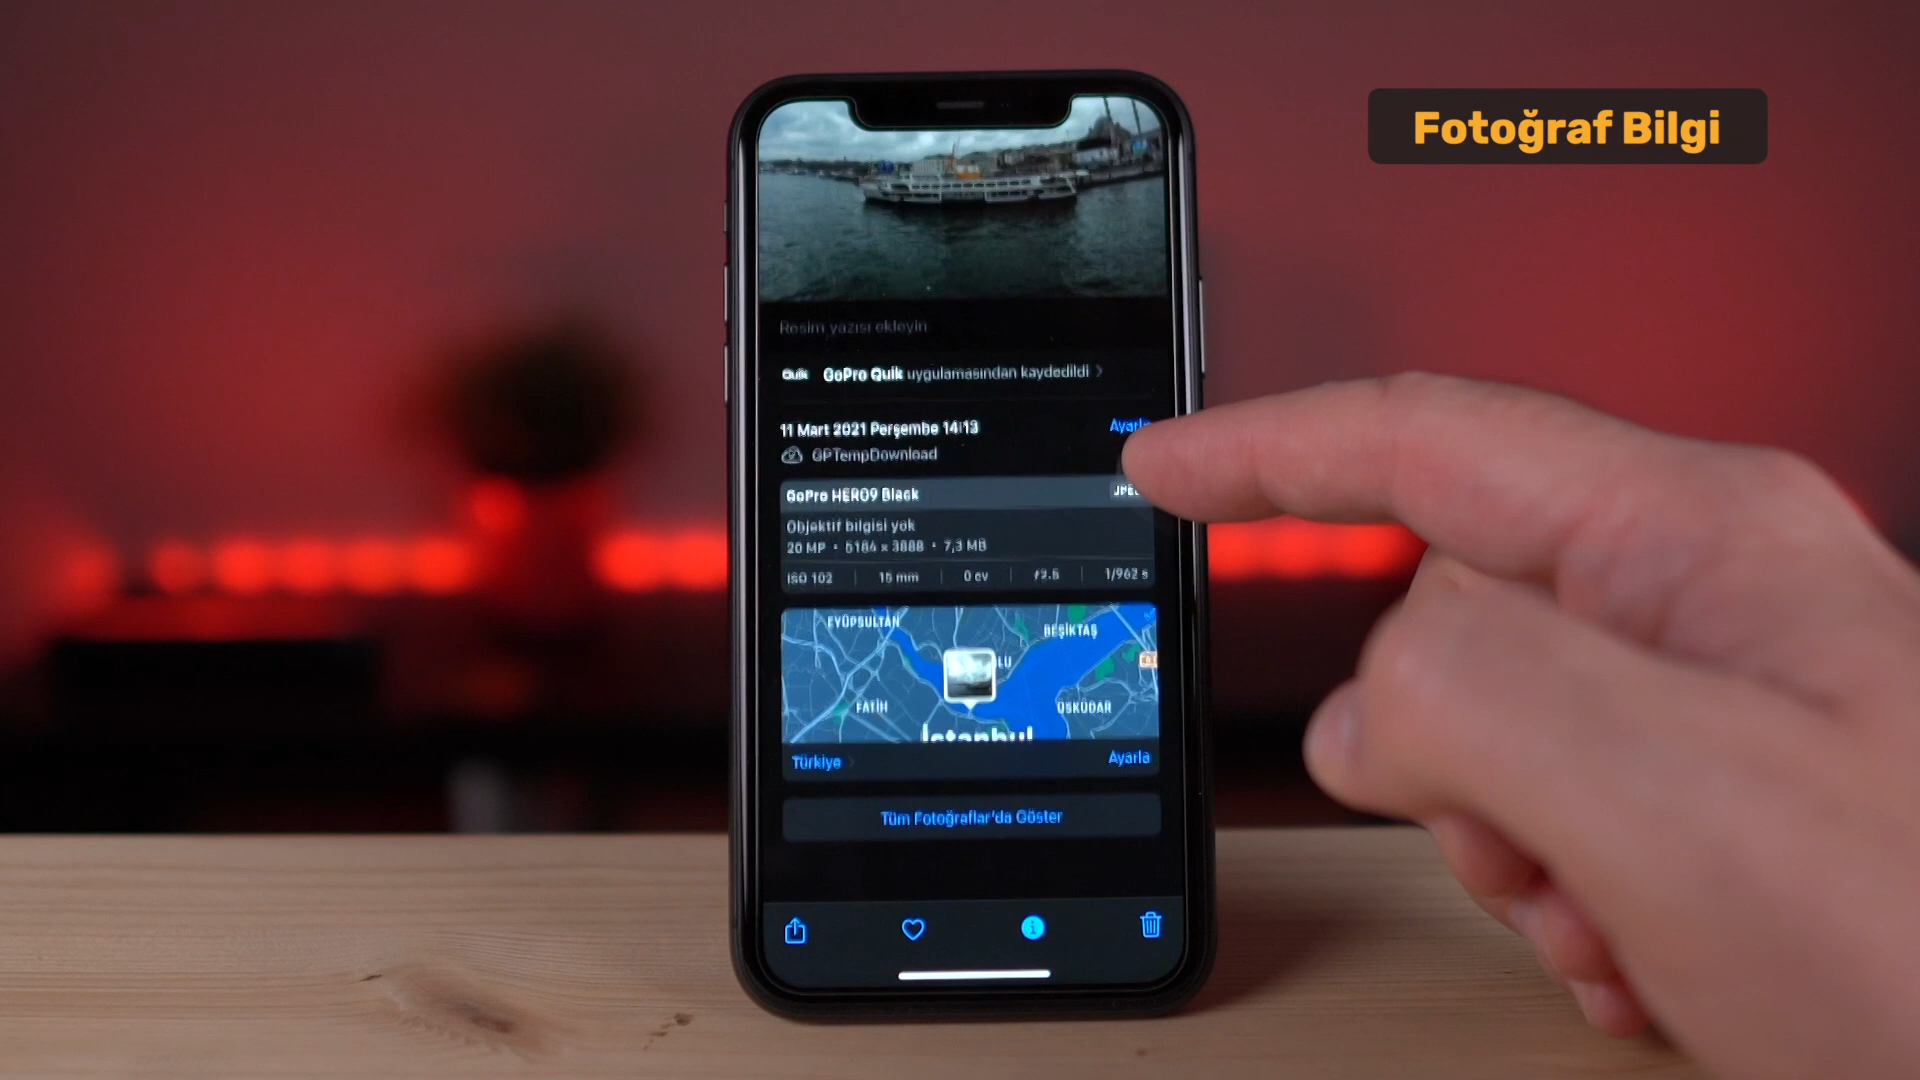 Fotoğraf Bilgi
Resim yazısı ekleyin
Quik GoPro Quik uygulamasından kaydedildi
11 Mart 2021 Perşembe 14:13 Ayarla
GPTempDownload
GoPro HERO9 Black JPEG
Objektif bilgisi yok
20 MP • 5184 × 3888 • 7,3 MB
ISO 102 15 mm 0 ev ƒ2.5 1/962 s
EYÜPSULTAN
BEŞİKTAŞ
FATİH
ÜSKÜDAR
İstanbul
Türkiye Ayarla
Tüm Fotoğraflar'da Göster